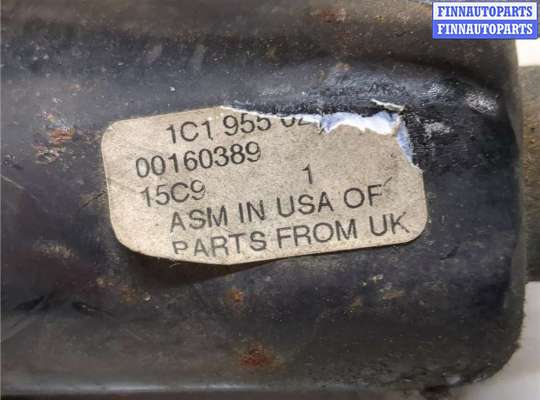 FINNAUTOPARTS
FINNAUTOPARTS
1C1 955
00160389
15C9 1
ASM IN USA OF
PARTS FROM UK